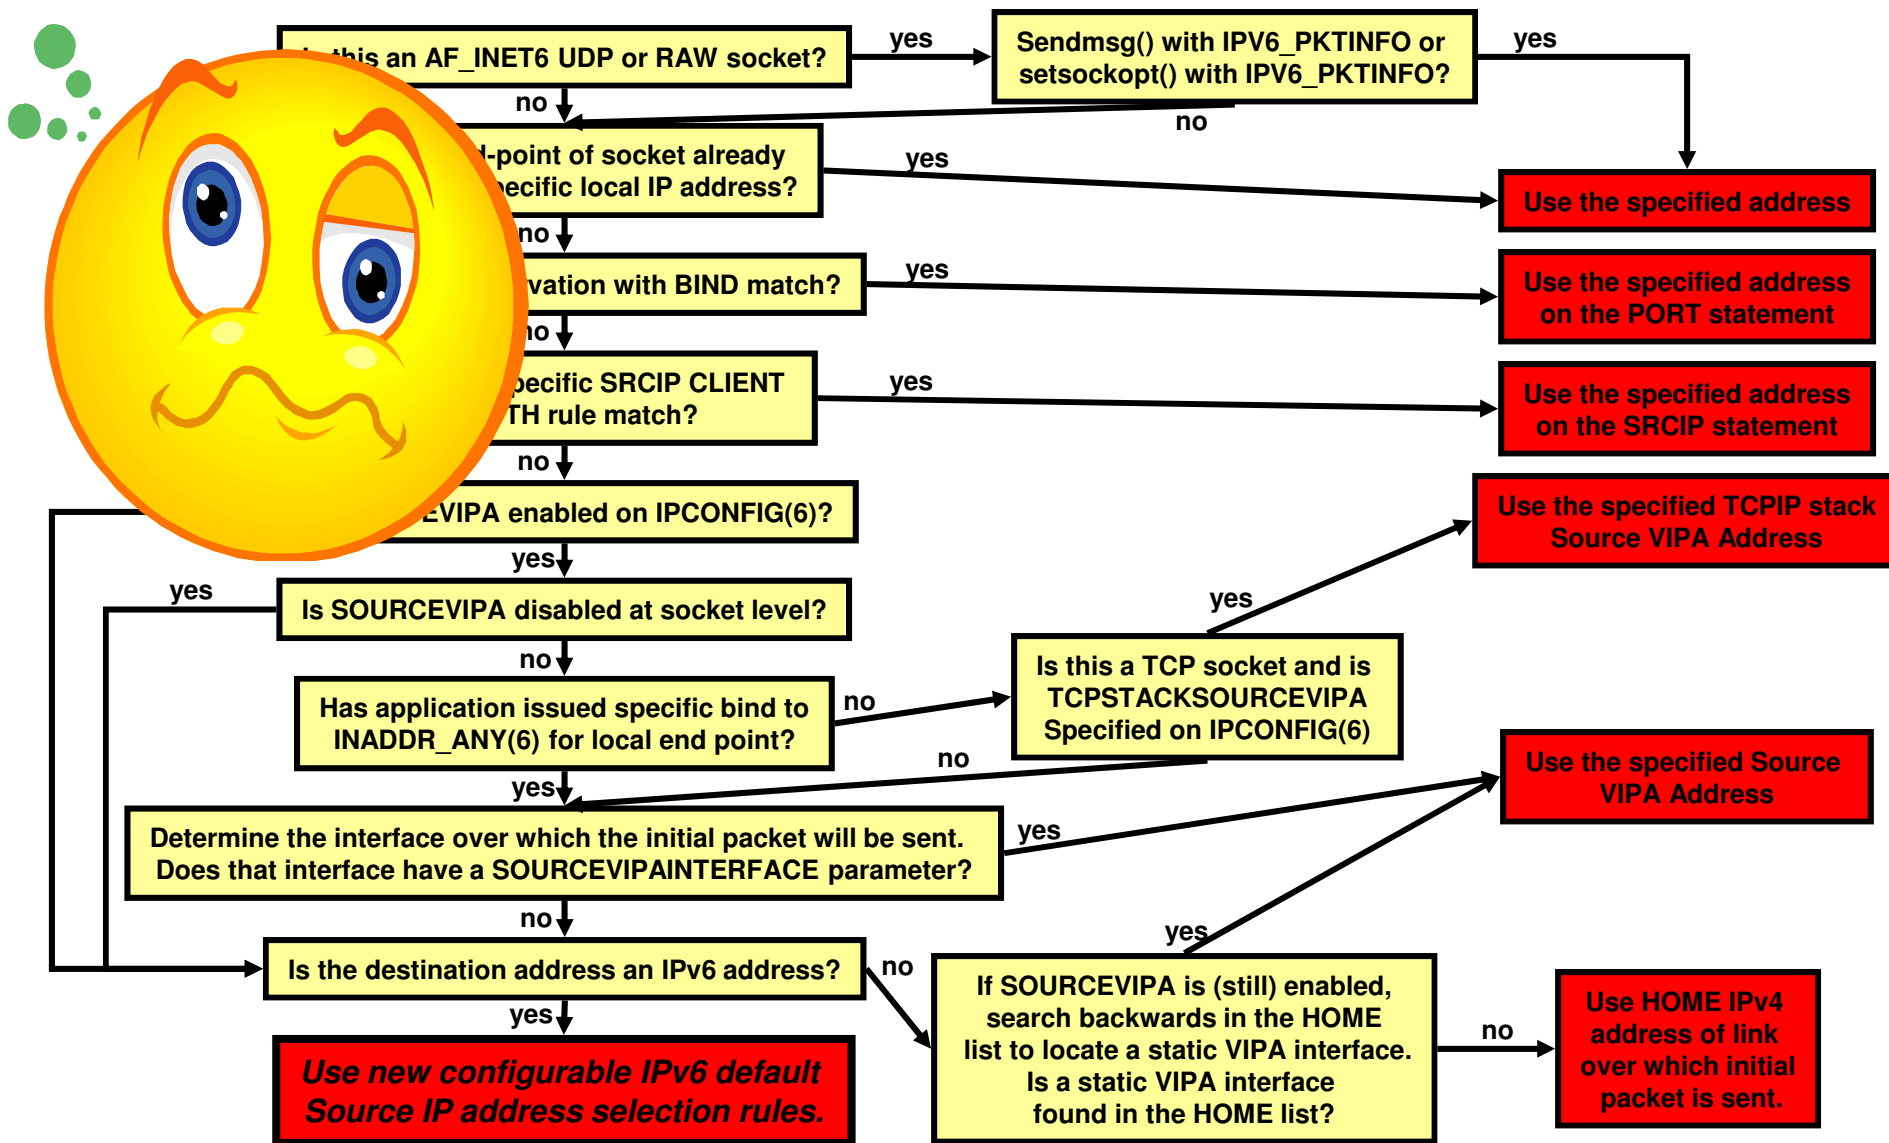 this an AF_INET6 UDP or RAW socket?
yes
Sendmsg() with IPV6_PKTINFO or
setsockopt() with IPV6_PKTINFO?
yes
no
no
-point of socket already
specific local IP address?
yes
Use the specified address
no
vation with BIND match?
yes
Use the specified address
on the PORT statement
no
pecific SRCIP CLIENT
TH rule match?
yes
Use the specified address
on the SRCIP statement
no
EVIPA enabled on IPCONFIG(6)?
Use the specified TCPIP stack
Source VIPA Address
yes
yes
Is SOURCEVIPA disabled at socket level?
yes
no
Is this a TCP socket and is
TCPSTACKSOURCEVIPA
Specified on IPCONFIG(6)
Has application issued specific bind to
INADDR_ANY(6) for local end point?
no
yes
no
Use the specified Source
VIPA Address
Determine the interface over which the initial packet will be sent.
Does that interface have a SOURCEVIPAINTERFACE parameter?
yes
no
yes
Is the destination address an IPv6 address?
no
If SOURCEVIPA is (still) enabled,
search backwards in the HOME
list to locate a static VIPA interface.
Is a static VIPA interface
found in the HOME list?
no
Use HOME IPv4
address of link
over which initial
packet is sent.
yes
Use new configurable IPv6 default
Source IP address selection rules.